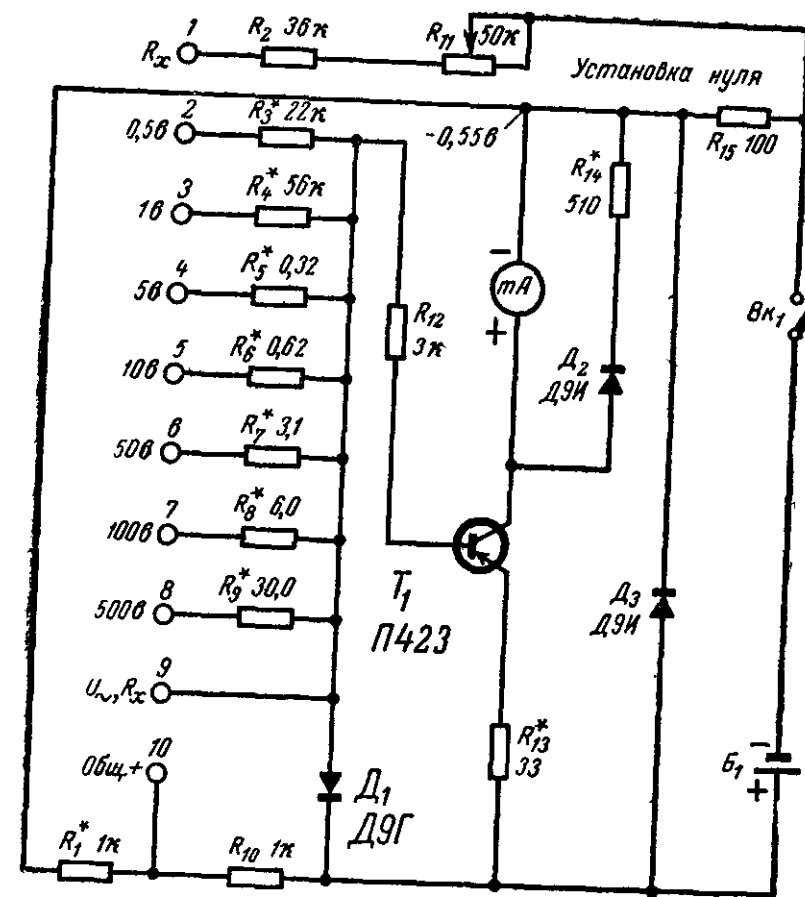 1
Rx
R2 36к
R11 50к
Установка нуля
2
0,5в
R3* 22к
-0,55в
R15 100
3
1в
R4* 56к
R14*
510
4
5в
R5* 0,32
−
mA
+
R12
3к
Вк1
5
10в
R6* 0,62
Д2
Д9И
6
50в
R7* 3,1
7
100в
R8* 6,0
8
500в
R9* 30,0
Т1
П423
Д3
Д9И
9
U~, Rx
10
Общ.+
R13*
33
Б1
−
+
Д1
Д9Г
R1* 1к
R10 1к